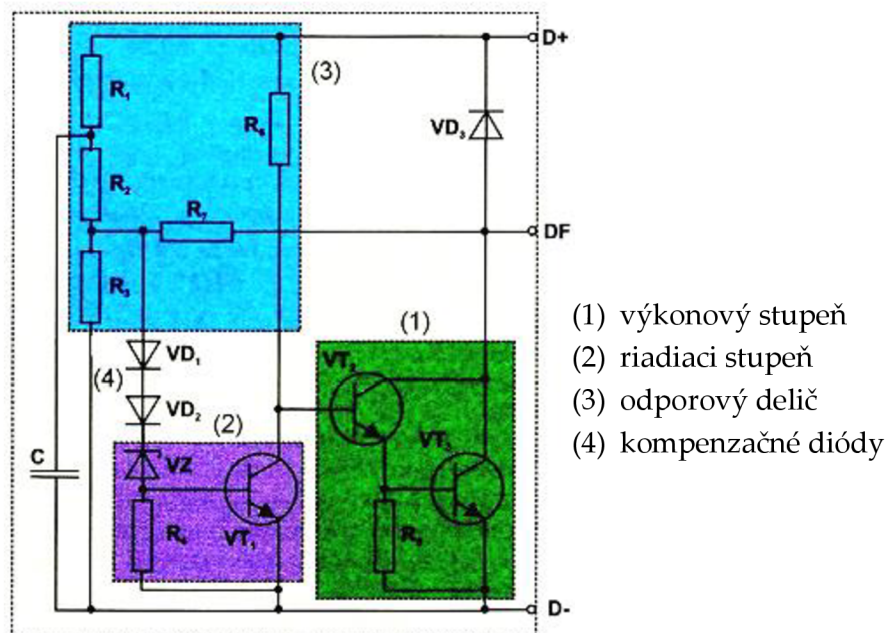 D+
(3)
R₁
R₆
VD₃
R₂
R₇
DF
R₃
(1)
VD₁
VT₂
(4)
VD₂
(2)
VT₃
C
VZ
R₄
VT₁
R₅
D-
(1) výkonový stupeň
(2) riadiaci stupeň
(3) odporový delič
(4) kompenzačné diódy